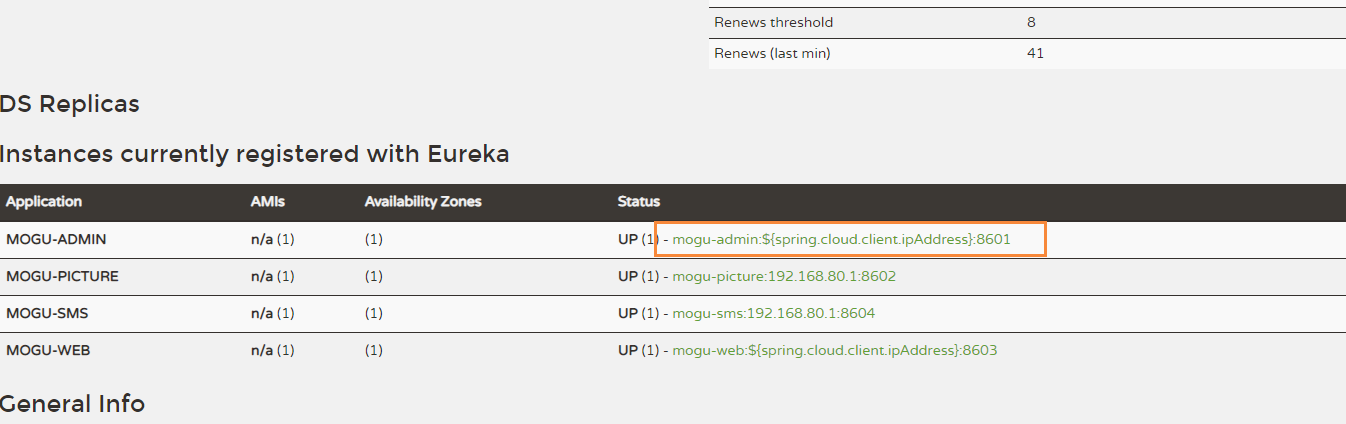 Renews threshold 8
Renews (last min) 41
DS Replicas
Instances currently registered with Eureka
Application AMIs Availability Zones Status
MOGU-ADMIN n/a (1) (1) UP (1) - mogu-admin:${spring.cloud.client.ipAddress}:8601
MOGU-PICTURE n/a (1) (1) UP (1) - mogu-picture:192.168.80.1:8602
MOGU-SMS n/a (1) (1) UP (1) - mogu-sms:192.168.80.1:8604
MOGU-WEB n/a (1) (1) UP (1) - mogu-web:${spring.cloud.client.ipAddress}:8603
General Info